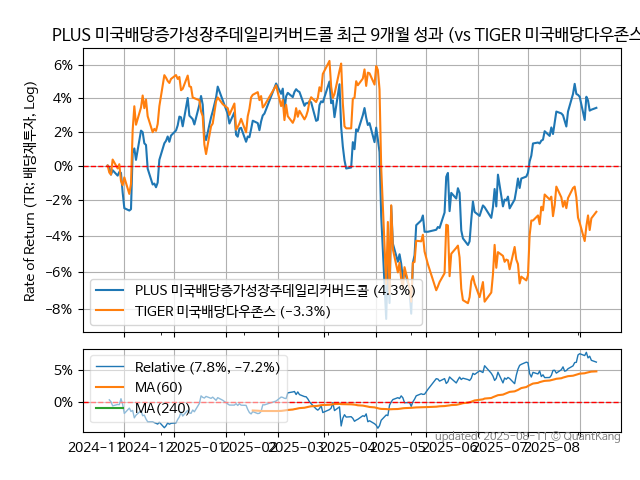 PLUS 미국배당증가성장주데일리커버드콜 최근 9개월 성과 (vs TIGER 미국배당다우존스
6%
4%
2%
0%
−2%
−4%
−6%
−8%
Rate of Return (TR: 배당재투자, Log)
PLUS 미국배당증가성장주데일리커버드콜 (4.3%)
TIGER 미국배당다우존스 (−3.3%)
5%
0%
Relative (7.8%, −7.2%)
MA(60)
MA(240)
2024-11
2024-12
2025-01
2025-02
2025-03
2025-04
2025-05
2025-06
2025-07
2025-08
updated: 2025-08-11 © QuantKang